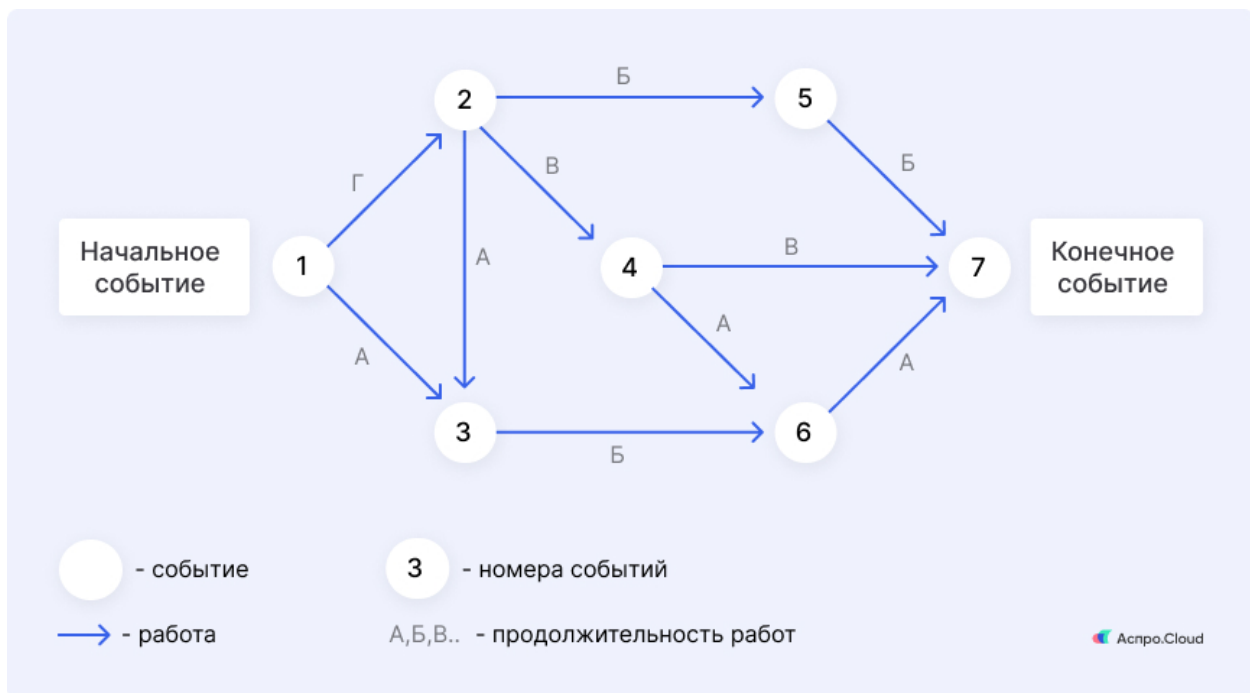 Б
2
5
В
Б
Г
Начальное
событие
1
А
4
В
7
Конечное
событие
А
А
А
3
Б
6
- событие
3 - номера событий
- работа
А,Б,В.. - продолжительность работ
Аспро.Cloud